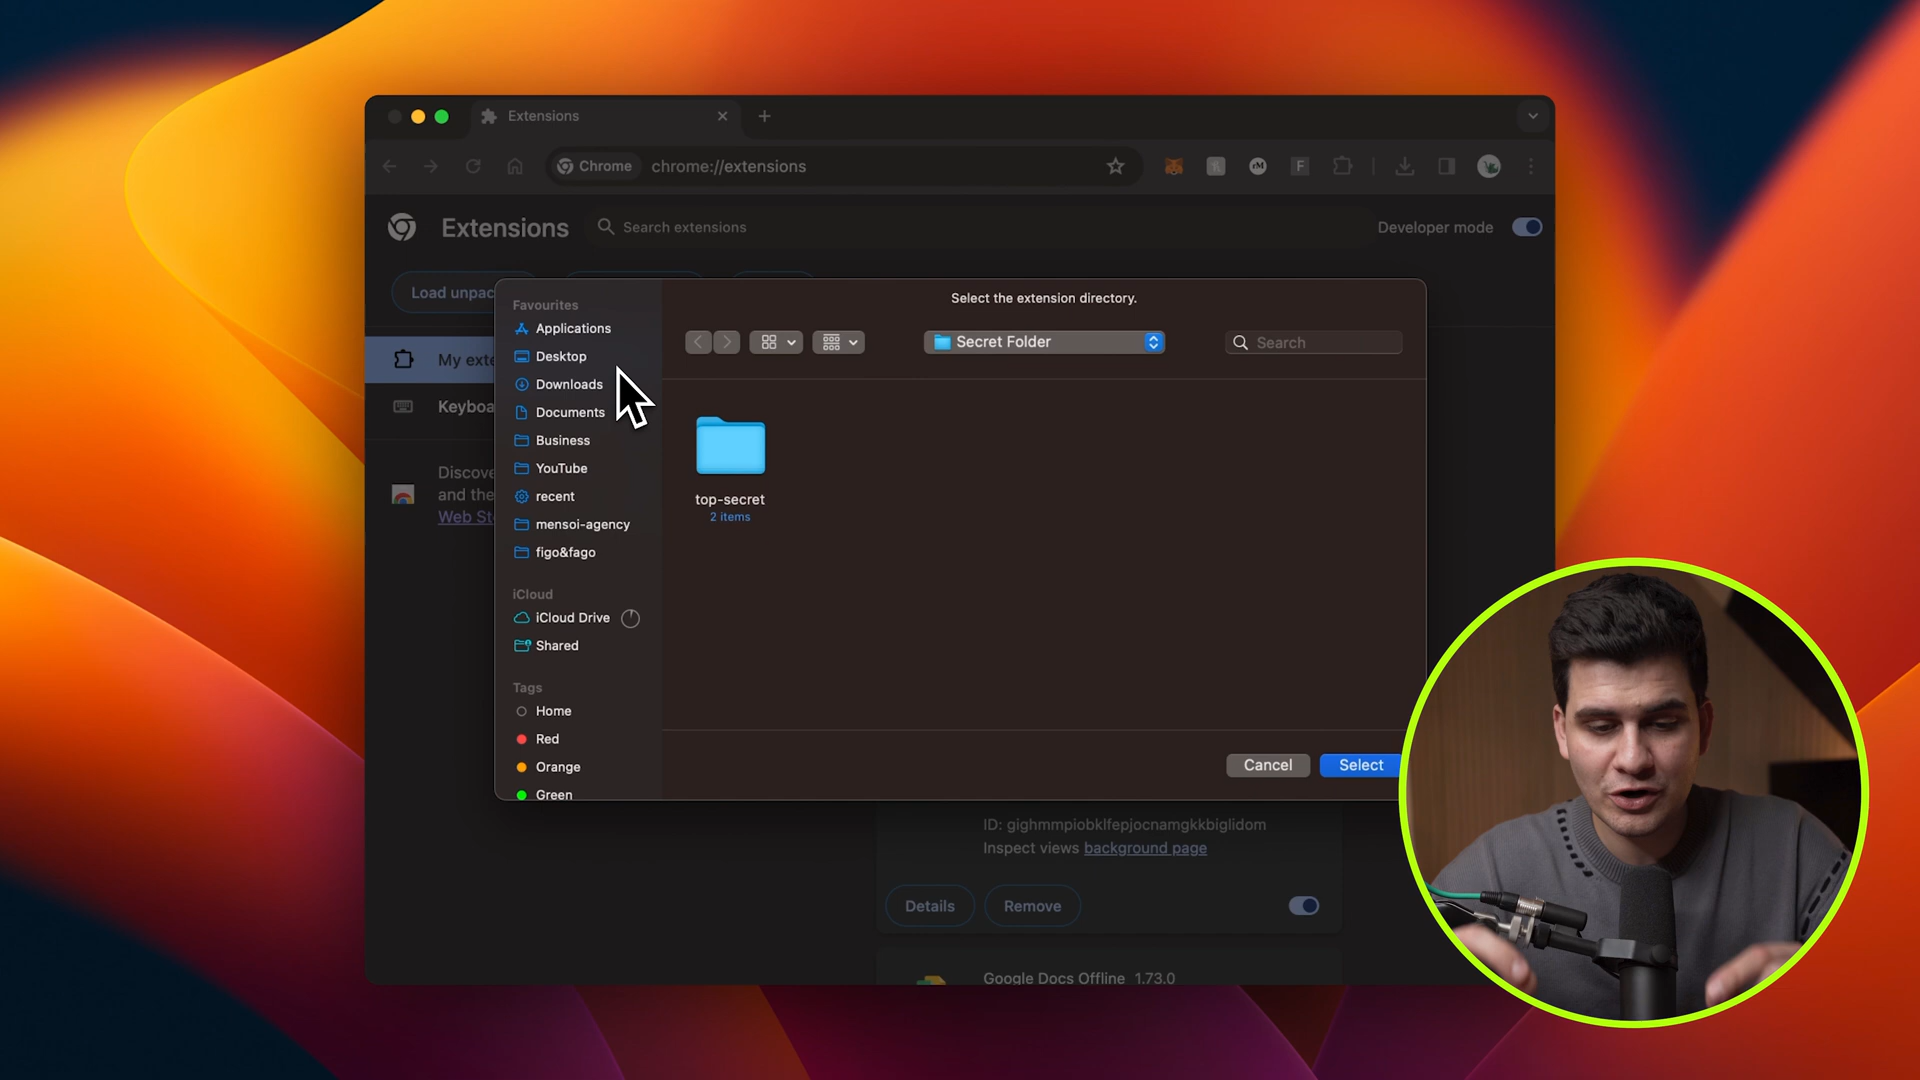 Extensions
Chrome
chrome://extensions
F
Extensions
Search extensions
Developer mode
Load unpac
My exte
Keyboa
Discove
and the
Web St
Favourites
Applications
Desktop
Downloads
Documents
Business
YouTube
recent
mensoi-agency
figo&fago
iCloud
iCloud Drive
Shared
Tags
Home
Red
Orange
Green
Select the extension directory.
Secret Folder
Search
top-secret
2 items
Cancel
Select
ID: gighmmpiobklfepjocnamgkkbiglidom
Inspect views background page
Details
Remove
Google Docs Offline 1.73.0